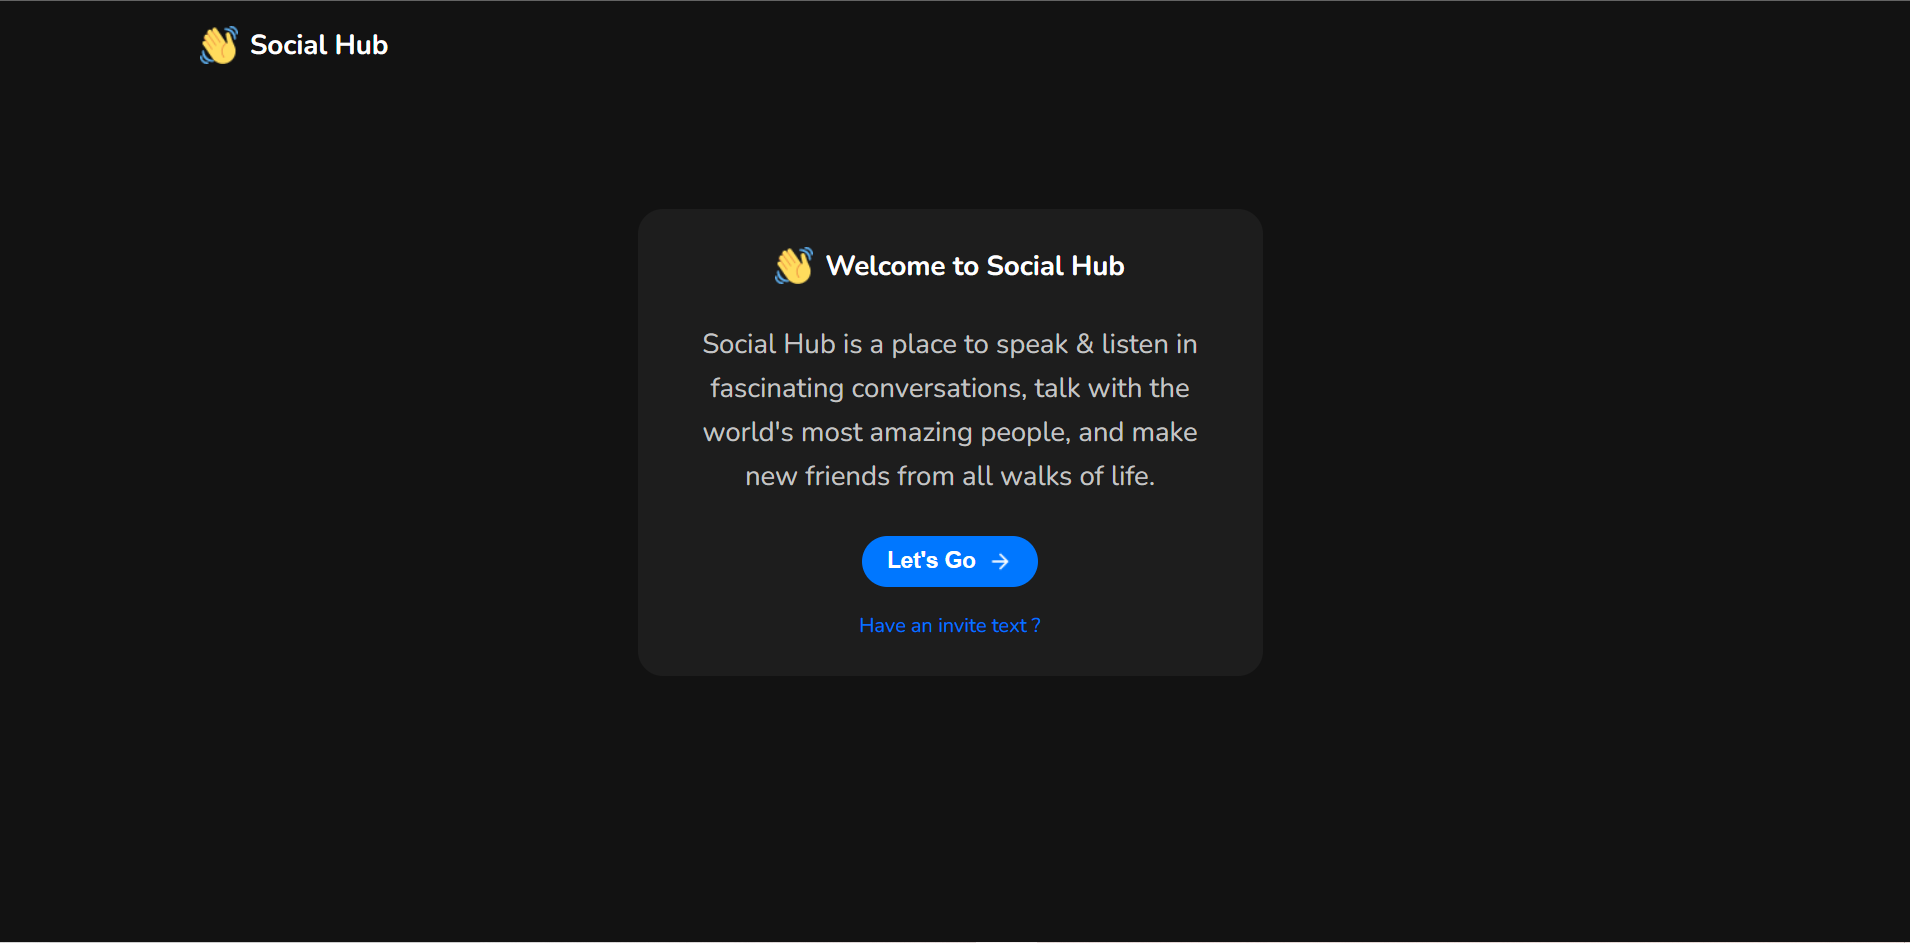 Social Hub
Welcome to Social Hub
Social Hub is a place to speak & listen in
fascinating conversations, talk with the
world's most amazing people, and make
new friends from all walks of life.
Let's Go →
Have an invite text ?